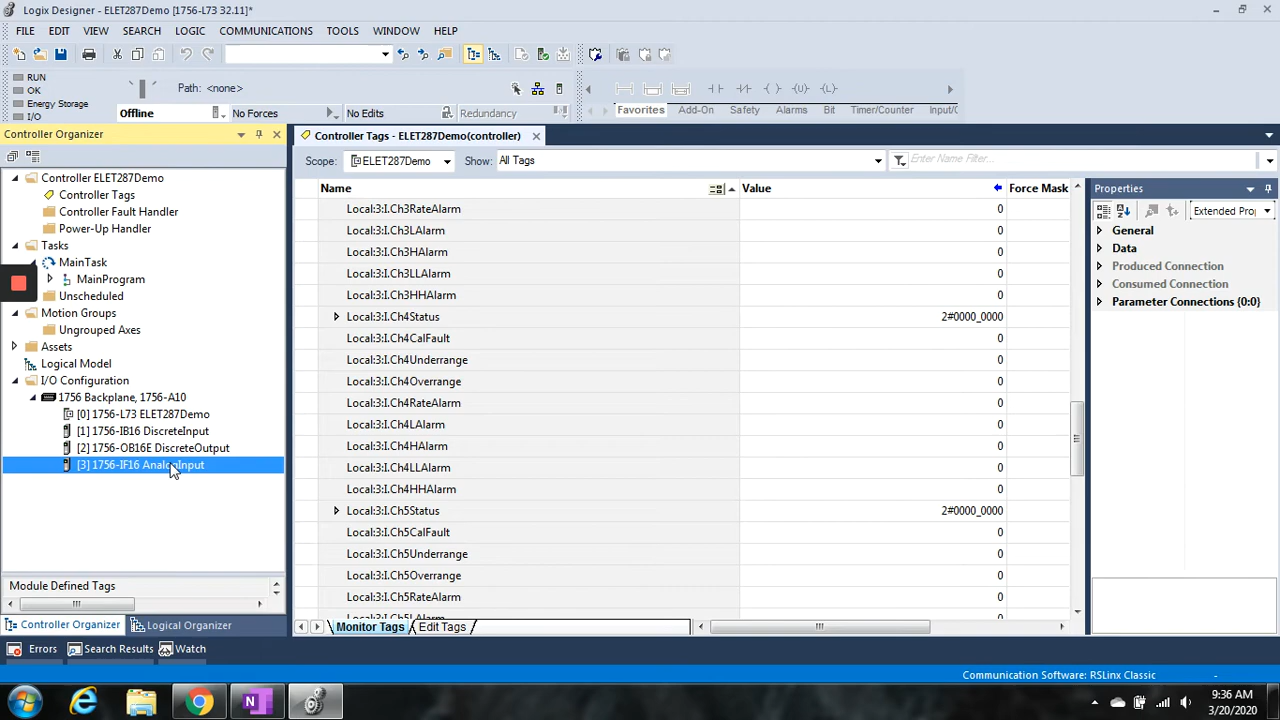 Logix Designer - ELET287Demo [1756-L73 32.11]*
FILE EDIT VIEW SEARCH LOGIC COMMUNICATIONS TOOLS WINDOW HELP
RUN
OK
Energy Storage
I/O
Path: <none>
Offline No Forces No Edits Redundancy
Favorites Add-On Safety Alarms Bit Timer/Counter Input/O
Controller Organizer
Controller ELET287Demo
Controller Tags
Controller Fault Handler
Power-Up Handler
Tasks
MainTask
MainProgram
Unscheduled
Motion Groups
Ungrouped Axes
Assets
Logical Model
I/O Configuration
1756 Backplane, 1756-A10
[0] 1756-L73 ELET287Demo
[1] 1756-IB16 DiscreteInput
[2] 1756-OB16E DiscreteOutput
[3] 1756-IF16 AnalogInput
Module Defined Tags
Controller Organizer Logical Organizer
Controller Tags - ELET287Demo(controller)
Scope: ELET287Demo Show: All Tags Enter Name Filter...
Name Value Force Mask
Local:3:I.Ch3RateAlarm 0
Local:3:I.Ch3LAlarm 0
Local:3:I.Ch3HAlarm 0
Local:3:I.Ch3LLAlarm 0
Local:3:I.Ch3HHAlarm 0
Local:3:I.Ch4Status 2#0000_0000
Local:3:I.Ch4CalFault 0
Local:3:I.Ch4Underrange 0
Local:3:I.Ch4Overrange 0
Local:3:I.Ch4RateAlarm 0
Local:3:I.Ch4LAlarm 0
Local:3:I.Ch4HAlarm 0
Local:3:I.Ch4LLAlarm 0
Local:3:I.Ch4HHAlarm 0
Local:3:I.Ch5Status 2#0000_0000
Local:3:I.Ch5CalFault 0
Local:3:I.Ch5Underrange 0
Local:3:I.Ch5Overrange 0
Local:3:I.Ch5RateAlarm 0
Local:3:I.Ch5LAlarm 0
Monitor Tags Edit Tags
Properties
Extended Prop
General
Data
Produced Connection
Consumed Connection
Parameter Connections {0:0}
Errors Search Results Watch
Communication Software: RSLinx Classic
9:36 AM
3/20/2020